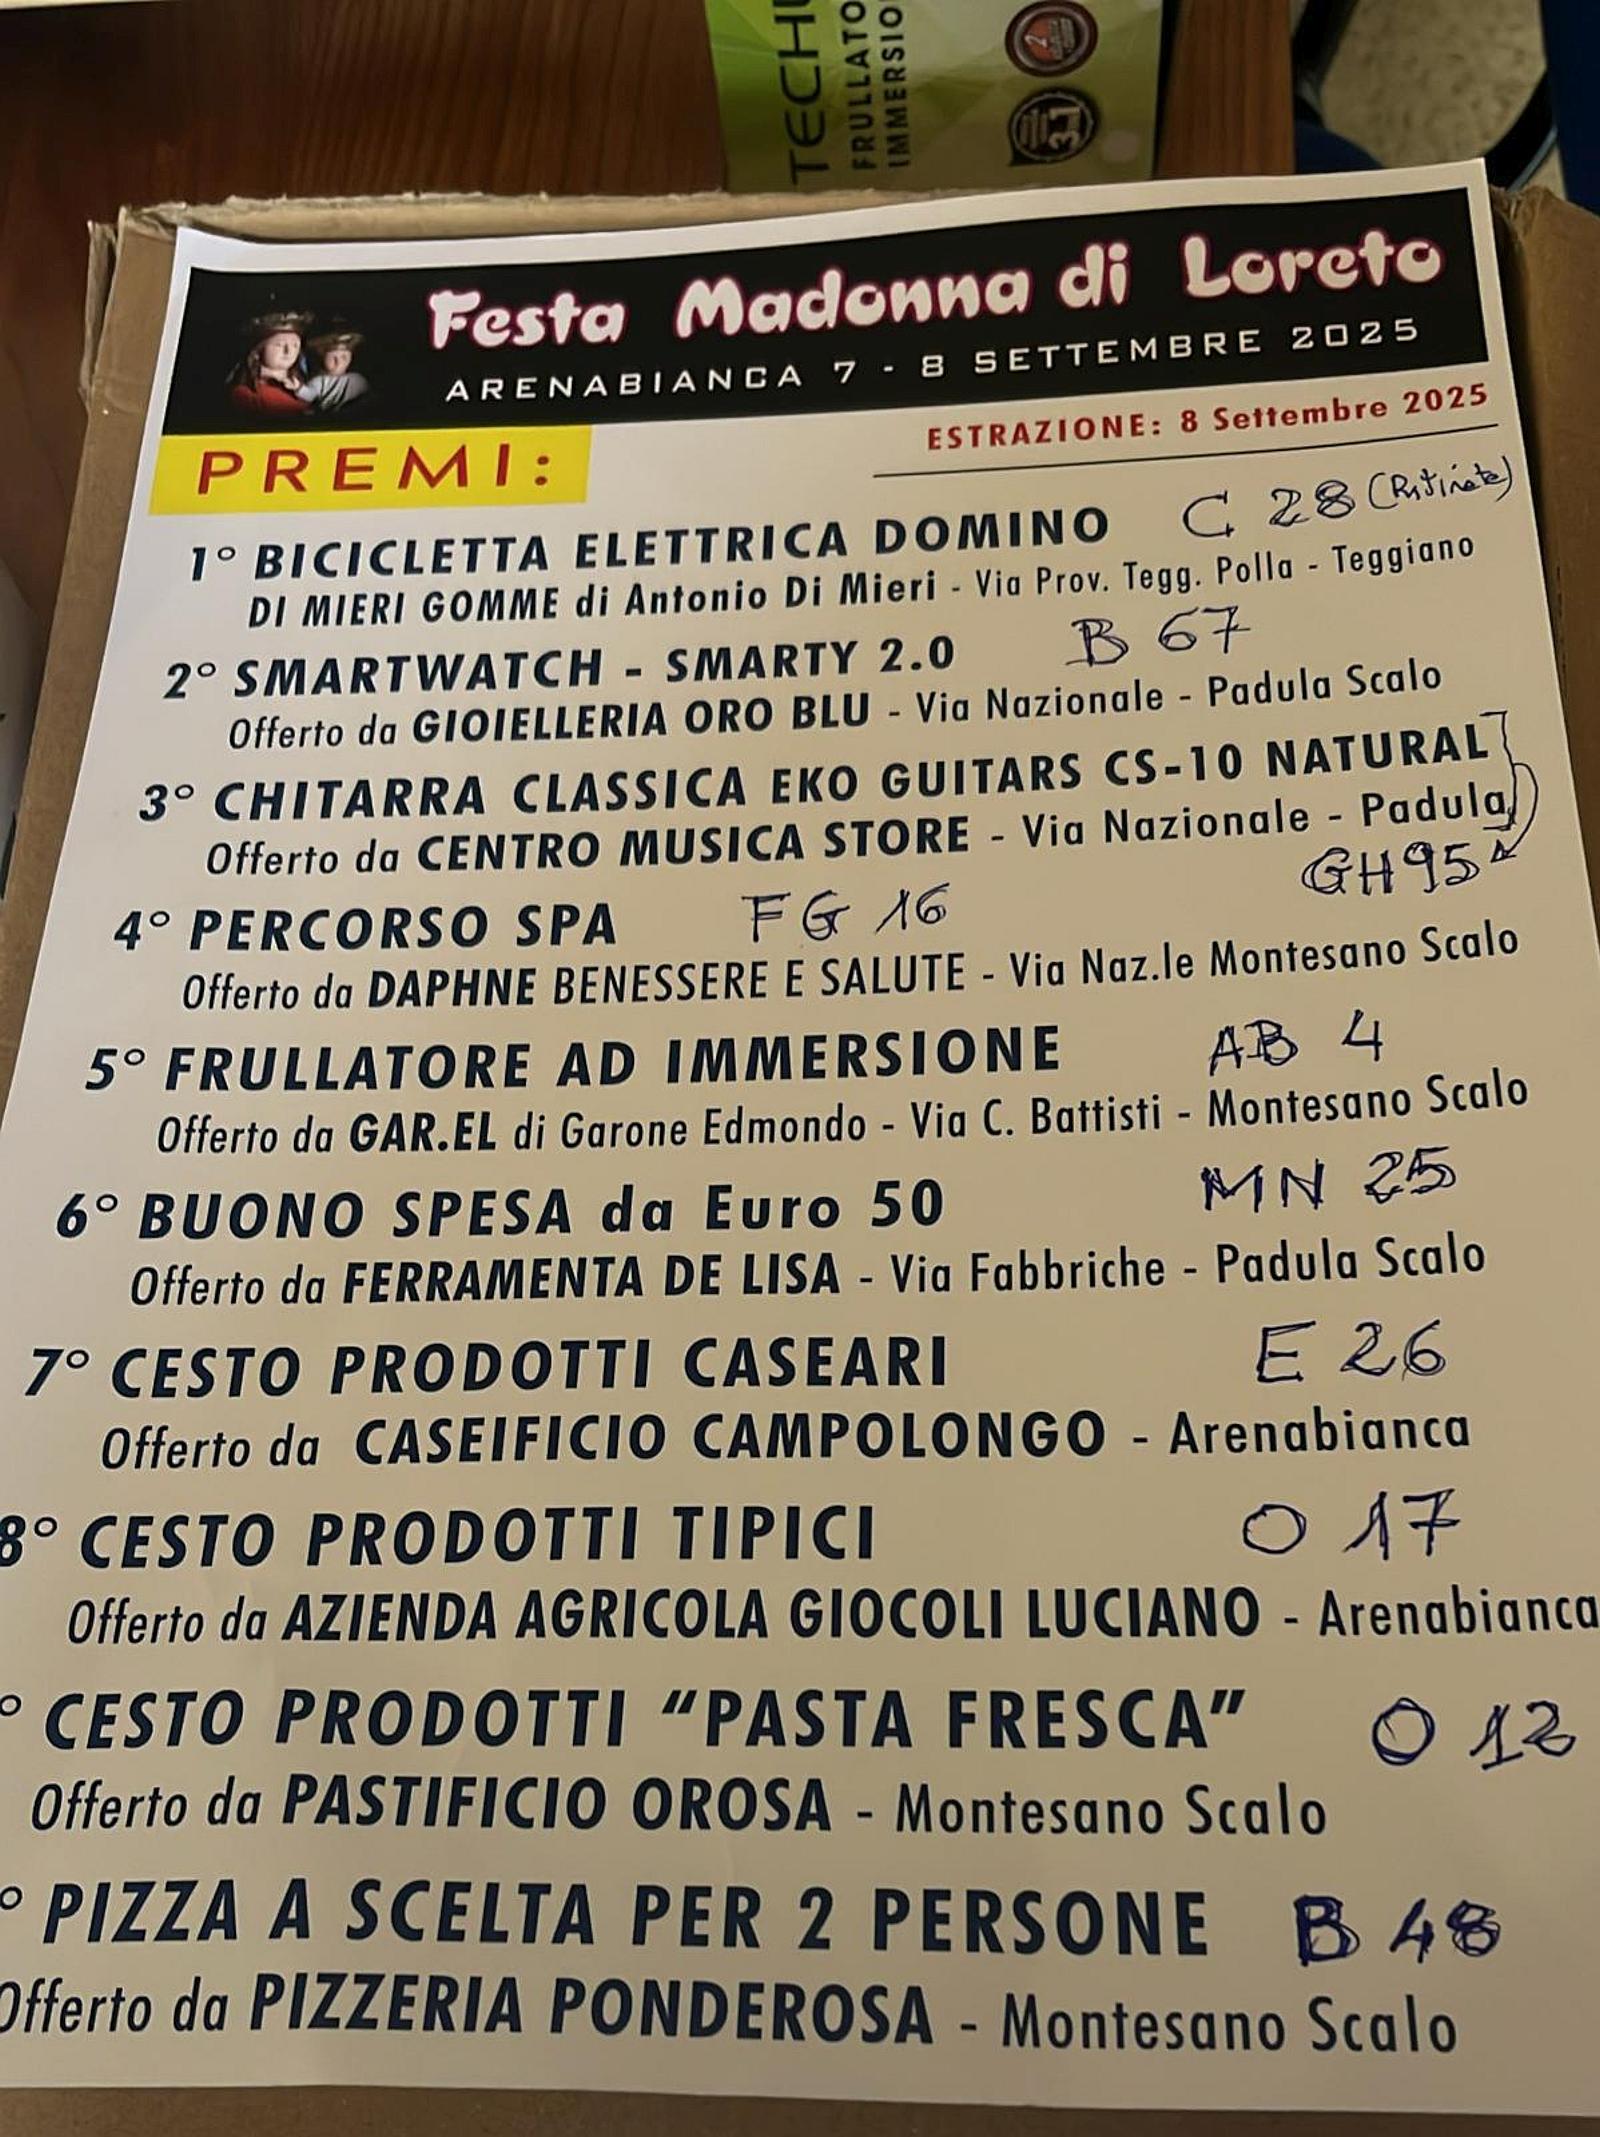 TECH
FRULLATO
IMMERSIO
2
3.1
Festa Madonna di Loreto
ARENABIANCA 7 - 8 SETTEMBRE 2025
PREMI:
ESTRAZIONE: 8 Settembre 2025
1° BICICLETTA ELETTRICA DOMINO C 28
DI MIERI GOMME di Antonio Di Mieri - Via Prov. Tegg. Polla - Teggiano
2° SMARTWATCH - SMARTY 2.0 B 67
Offerto da GIOIELLERIA ORO BLU - Via Nazionale - Padula Scalo
3° CHITARRA CLASSICA EKO GUITARS CS-10 NATURAL
Offerto da CENTRO MUSICA STORE - Via Nazionale - Padula
GH95
4° PERCORSO SPA FG 16
Offerto da DAPHNE BENESSERE E SALUTE - Via Naz.le Montesano Scalo
5° FRULLATORE AD IMMERSIONE AB 4
Offerto da GAR.EL di Garone Edmondo - Via C. Battisti - Montesano Scalo
6° BUONO SPESA da Euro 50 MN 25
Offerto da FERRAMENTA DE LISA - Via Fabbriche - Padula Scalo
7° CESTO PRODOTTI CASEARI E 26
Offerto da CASEIFICIO CAMPOLONGO - Arenabianca
8° CESTO PRODOTTI TIPICI O 17
Offerto da AZIENDA AGRICOLA GIOCOLI LUCIANO - Arenabianca
° CESTO PRODOTTI “PASTA FRESCA” O 12
Offerto da PASTIFICIO OROSA - Montesano Scalo
° PIZZA A SCELTA PER 2 PERSONE B 48
Offerto da PIZZERIA PONDEROSA - Montesano Scalo